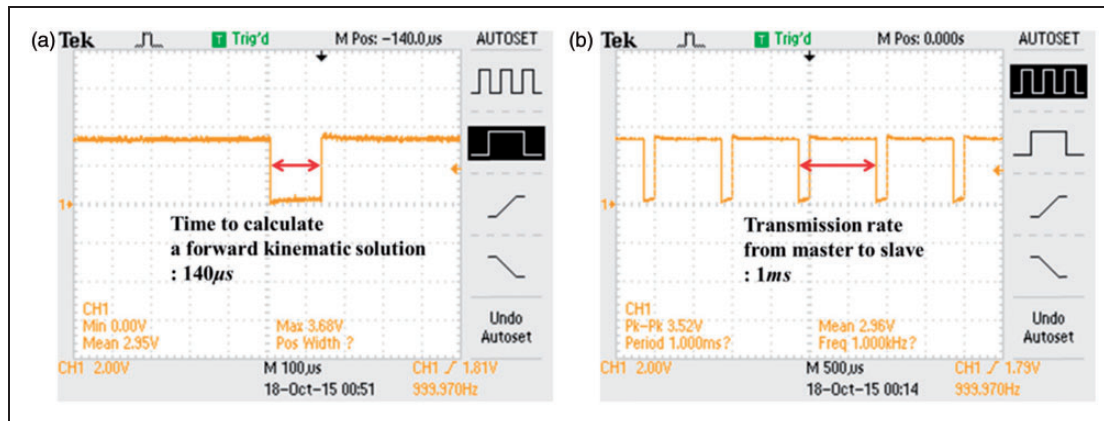 (a) Tek T Trig'd M Pos: -140.0µs AUTOSET
1
Time to calculate
a forward kinematic solution
: 140µs
CH1
Min 0.00V Max 3.68V
Mean 2.95V Pos Width ?
Undo
Autoset
CH1 2.00V M 100µs CH1 1.81V
18-Oct-15 00:51 999.970Hz
(b) Tek T Trig'd M Pos: 0.000s AUTOSET
1
Transmission rate
from master to slave
: 1ms
CH1
Pk-Pk 3.52V Mean 2.96V
Period 1.000ms? Freq 1.000kHz?
Undo
Autoset
CH1 2.00V M 500µs CH1 1.79V
18-Oct-15 00:14 999.970Hz